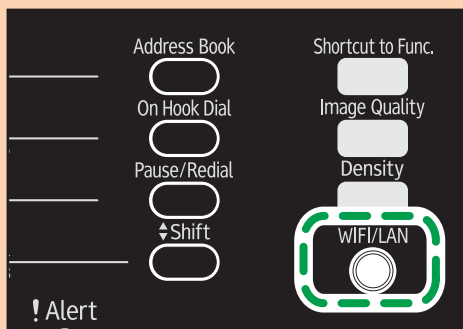 Address Book
Shortcut to Func.
On Hook Dial
Image Quality
Pause/Redial
Density
Shift
WIFI/LAN
! Alert